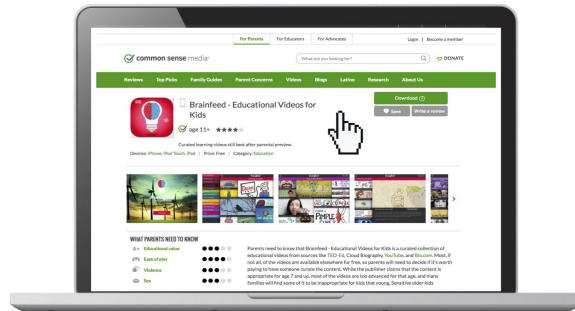 For Parents For Educators For Advocates Login | Become a member
common sense media
What are you looking for?
DONATE
Reviews Top Picks Family Guides Parent Concerns Videos Blogs Latino Research About Us
Brainfeed - Educational Videos for
Kids
Download
Save Write a review
age 11+
Curated learning videos still best after parental preview.
Devices: iPhone, iPod Touch, iPad | Price: Free | Category: Education
PIMPLE
WHAT PARENTS NEED TO KNOW
A+ Educational value
Ease of play
Violence
Sex
Parents need to know that Brainfeed - Educational Videos for Kids is a curated collection of
educational videos from sources like TED-Ed, Cloud Biography, YouTube, and Bio.com. Most, if
not all, of the videos are available elsewhere for free, so parents will need to decide if it's worth
paying to have someone curate the content. While the publisher claims that the content is
appropriate for age 7 and up, most of the videos are too advanced for that age, and many
families will find some of it to be inappropriate for kids that young. Sensitive older kids